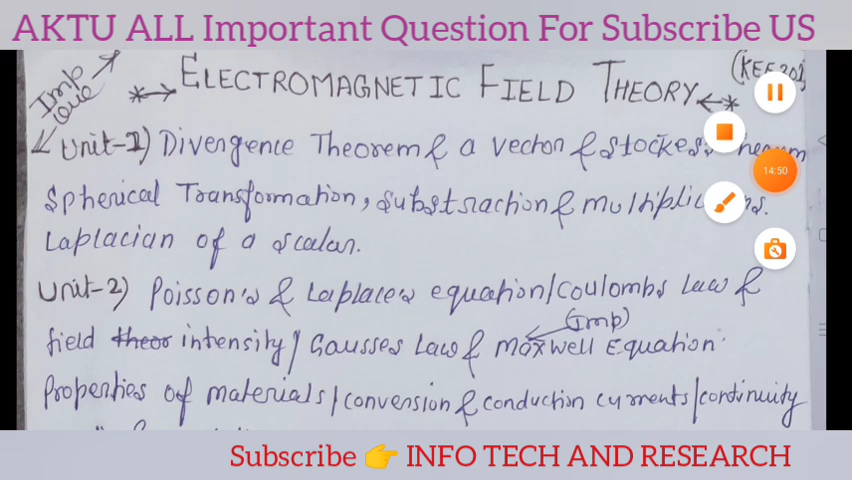 AKTU ALL Important Question For Subscribe US
Imp
Que
ELECTROMAGNETIC FIELD THEORY
Unit-1) Divergence Theorem & a vector & stockes
14:50
Spherical Transformation, substraction &
Laplacian of a scalar.
Unit-2) Poisson's & Laplace's equation/coulombs law &
(Imp)
field theor intensity/ Gausses Law & maxwell Equation
Properties of materials/conversion & conduction currents/continuity
Subscribe 👉 INFO TECH AND RESEARCH